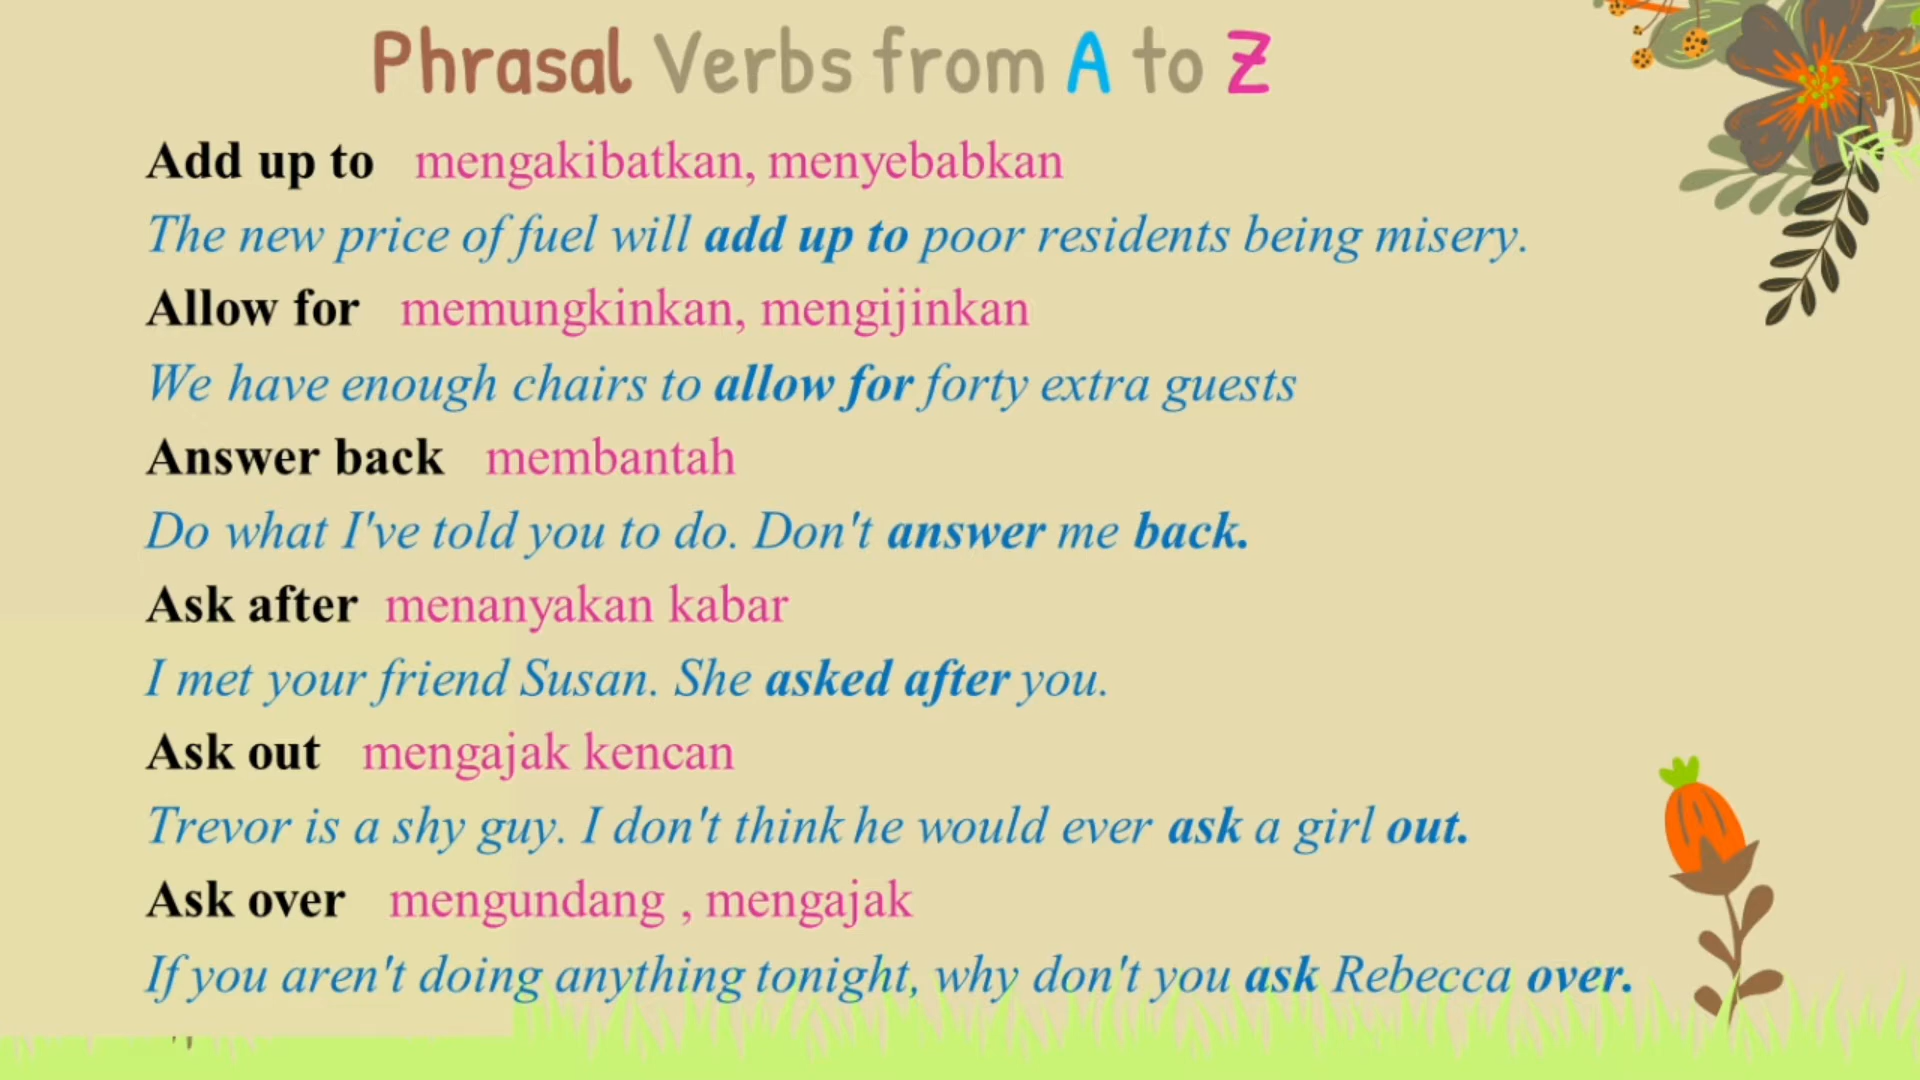 Phrasal Verbs from A to Z
Add up to mengakibatkan, menyebabkan
The new price of fuel will add up to poor residents being misery.
Allow for memungkinkan, mengijinkan
We have enough chairs to allow for forty extra guests
Answer back membantah
Do what I've told you to do. Don't answer me back.
Ask after menanyakan kabar
I met your friend Susan. She asked after you.
Ask out mengajak kencan
Trevor is a shy guy. I don't think he would ever ask a girl out.
Ask over mengundang , mengajak
If you aren't doing anything tonight, why don't you ask Rebecca over.